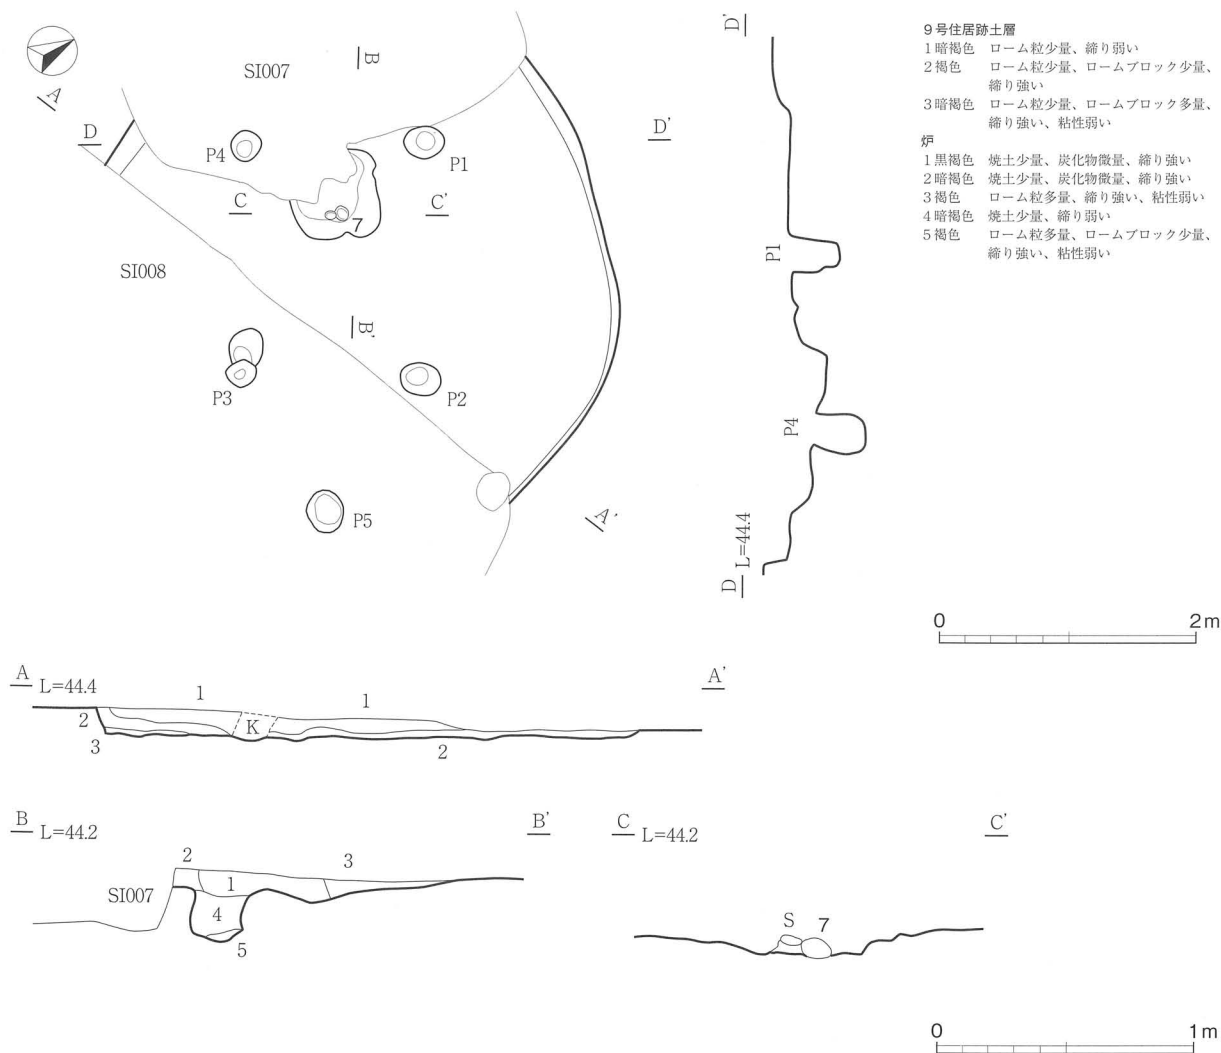 SI007
B
A
D
P4
P1
D'
C
C'
7
SI008
B'
P3
P2
P5
A'
D'
P1
P4
D L=44.4
9号住居跡土層
1暗褐色 ローム粒少量、締り弱い
2褐色 ローム粒少量、ロームブロック少量、
締り強い
3暗褐色 ローム粒少量、ロームブロック多量、
締り強い、粘性弱い
炉
1黒褐色 焼土少量、炭化物微量、締り強い
2暗褐色 焼土少量、炭化物微量、締り強い
3褐色 ローム粒多量、締り強い、粘性弱い
4暗褐色 焼土少量、締り弱い
5褐色 ローム粒多量、ロームブロック少量、
締り強い、粘性弱い
0 2m
A L=44.4 A'
1 1
2 K
3 2
B L=44.2 B'
2 3
1
SI007
4
5
C L=44.2 C'
S 7
0 1m